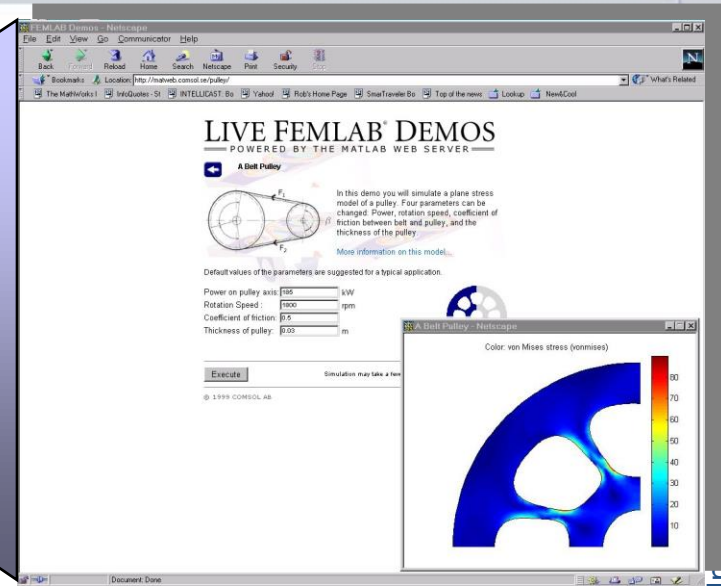 FEMLAB Demos - Netscape
File Edit View Go Communicator Help
Back Forward Reload Home Search Netscape Print Security Stop
N
Bookmarks Location: http://matweb.comsol.se/pulley/ What's Related
The MathWorks I InfoQuotes - St INTELLICAST: Bo Yahoo! Rob's Home Page SmarTraveler Bo Top of the news Lookup New&Cool
LIVE FEMLAB® DEMOS
POWERED BY THE MATLAB WEB SERVER
A Belt Pulley
F1
β
F2
In this demo you will simulate a plane stress
model of a pulley. Four parameters can be
changed. Power, rotation speed, coefficient of
friction between belt and pulley, and the
thickness of the pulley.
More information on this model...
Default values of the parameters are suggested for a typical application.
Power on pulley axis: 185 kW
Rotation Speed : 1800 rpm
Coefficient of friction: 0.5
Thickness of pulley: 0.03 m
Execute Simulation may take a few
© 1999 COMSOL AB
A Belt Pulley - Netscape
Color: von Mises stress (vonmises)
80
70
60
50
40
30
20
10
Document: Done